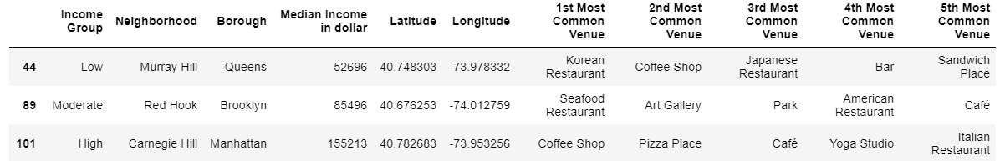 Income Group Neighborhood Borough Median Income in dollar Latitude Longitude 1st Most Common Venue 2nd Most Common Venue 3rd Most Common Venue 4th Most Common Venue 5th Most Common Venue
44 Low Murray Hill Queens 52696 40.748303 -73.978332 Korean Restaurant Coffee Shop Japanese Restaurant Bar Sandwich Place
89 Moderate Red Hook Brooklyn 85496 40.676253 -74.012759 Seafood Restaurant Art Gallery Park American Restaurant Café
101 High Carnegie Hill Manhattan 155213 40.782683 -73.953256 Coffee Shop Pizza Place Café Yoga Studio Italian Restaurant